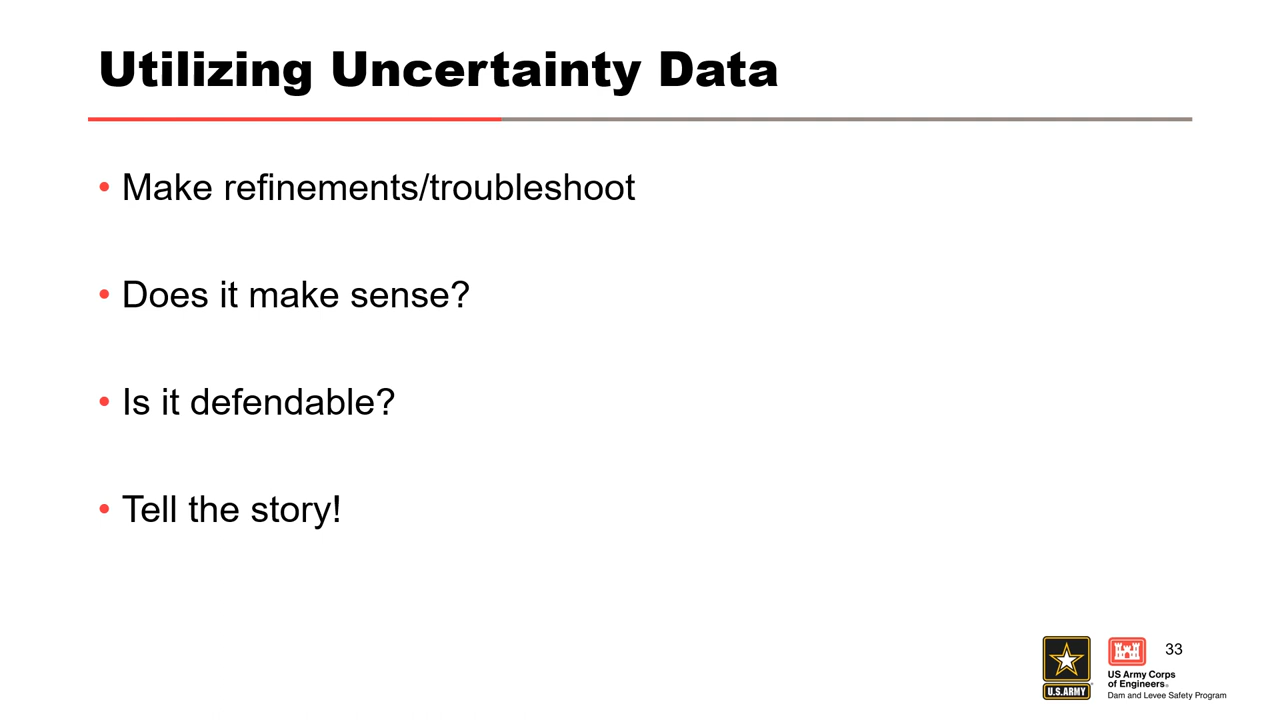 Utilizing Uncertainty Data
• Make refinements/troubleshoot
• Does it make sense?
• Is it defendable?
• Tell the story!
33
U.S.ARMY
US Army Corps
of Engineers®
Dam and Levee Safety Program